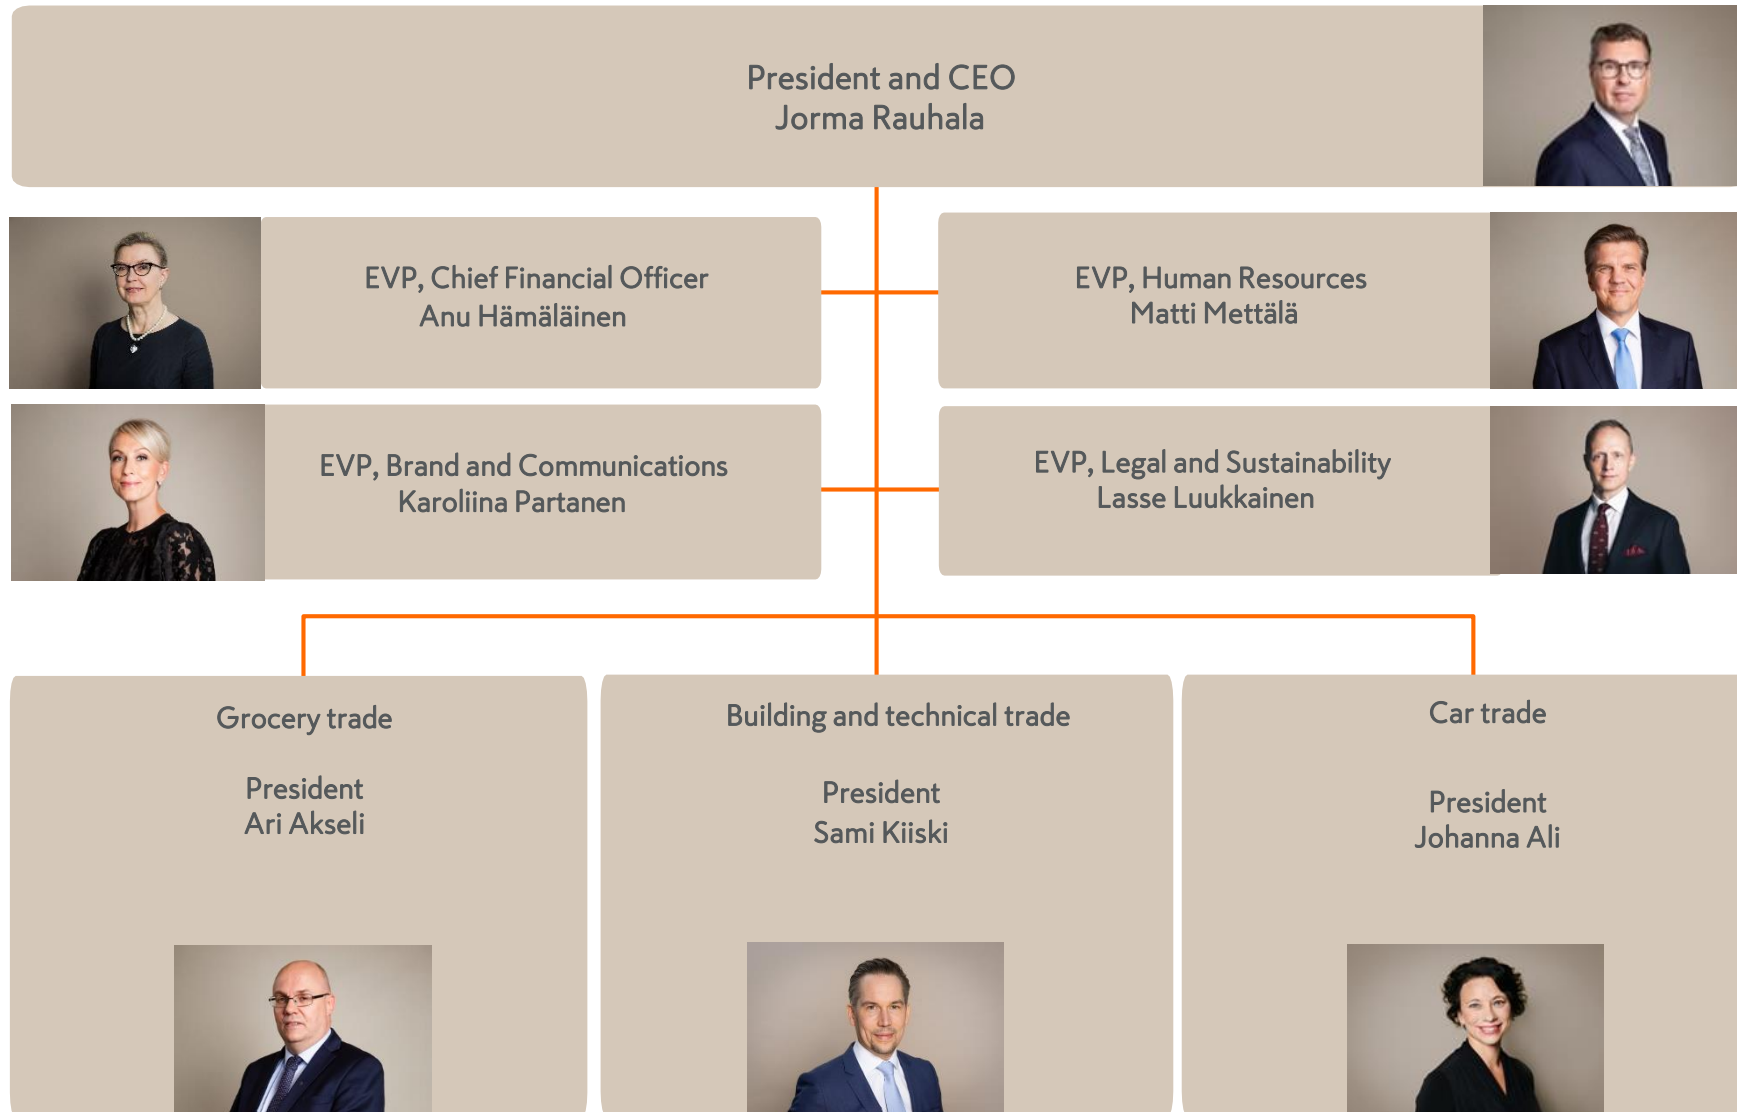 President and CEO
Jorma Rauhala
EVP, Chief Financial Officer
Anu Hämäläinen
EVP, Human Resources
Matti Mettälä
EVP, Brand and Communications
Karoliina Partanen
EVP, Legal and Sustainability
Lasse Luukkainen
Grocery trade
President
Ari Akseli
Building and technical trade
President
Sami Kiiski
Car trade
President
Johanna Ali